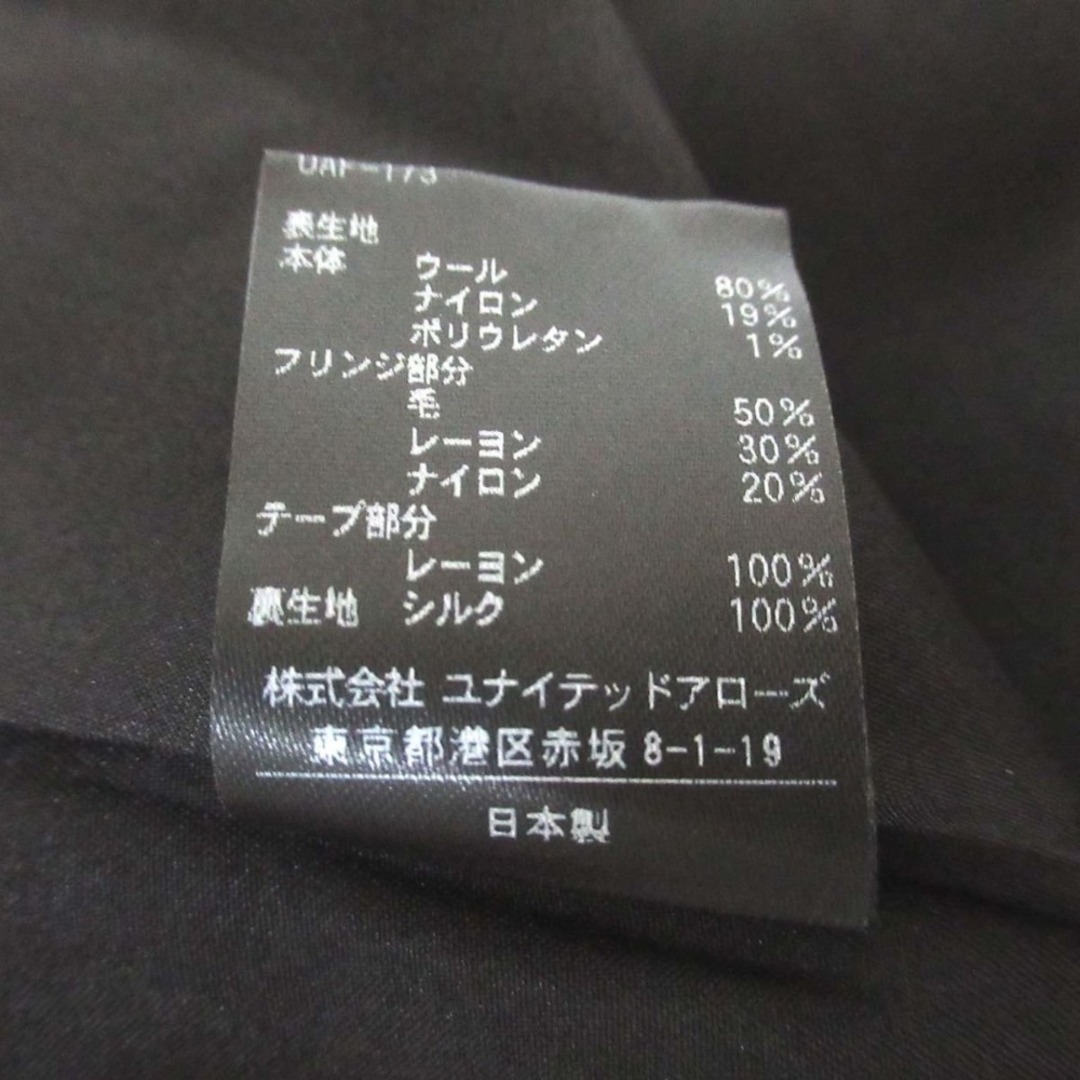 UAF-173
表生地
本体 ウール 80%
ナイロン 19%
ポリウレタン 1%
フリンジ部分
毛 50%
レーヨン 30%
ナイロン 20%
テープ部分
レーヨン 100%
裏生地 シルク 100%
株式会社 ユナイテッドアローズ
東京都港区赤坂8-1-19
日本製